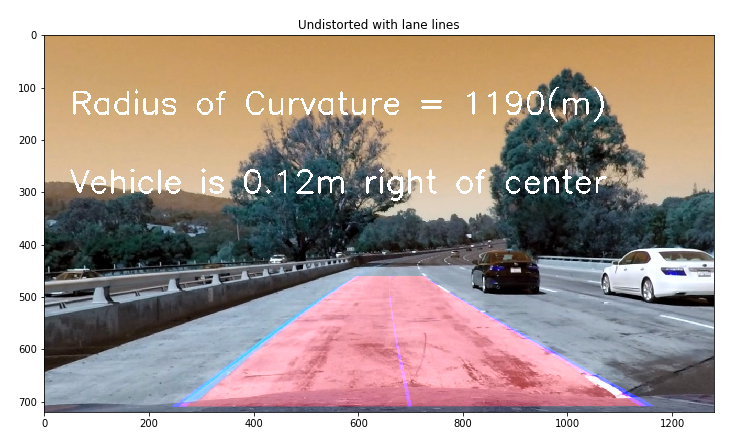 Undistorted with lane lines
0
100
200
300
400
500
600
700
Radius of Curvature = 1190(m)
Vehicle is 0.12m right of center
0 200 400 600 800 1000 1200